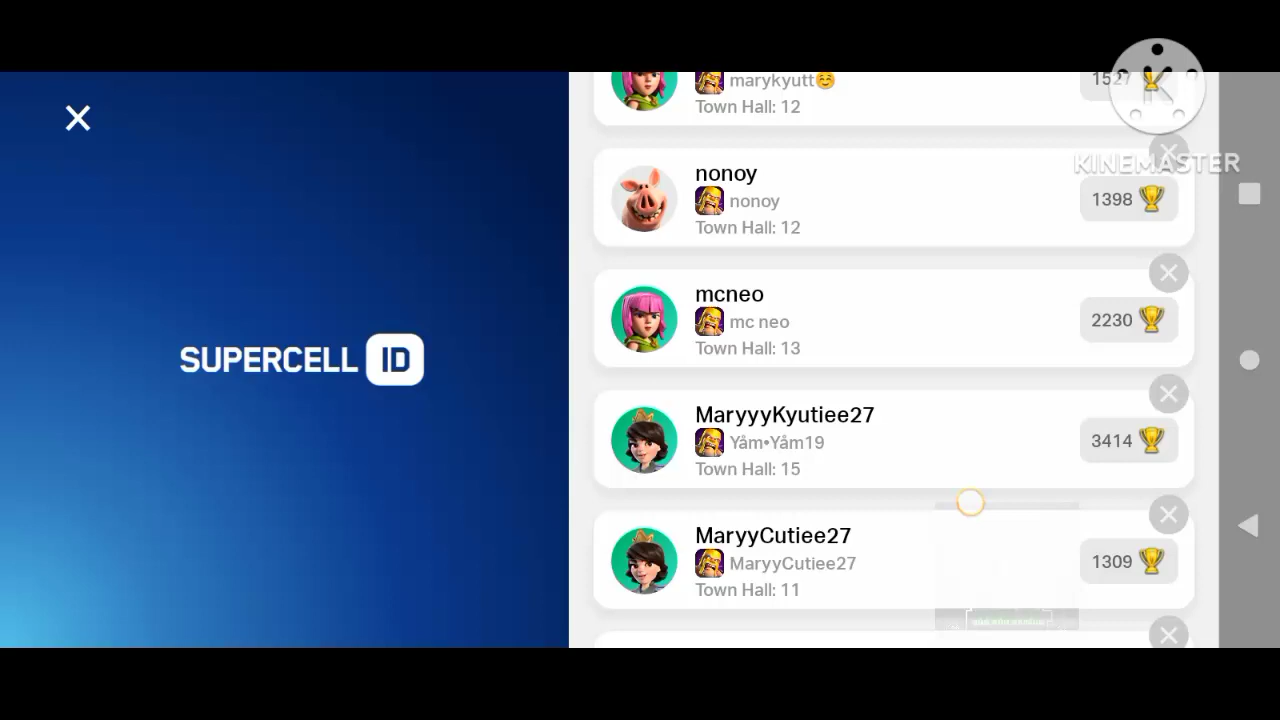 SUPERCELL ID
marykyutt☺️
Town Hall: 12
1527
nonoy
nonoy
Town Hall: 12
1398
mcneo
mc neo
Town Hall: 13
2230
MaryyyKyutiee27
Yåm•Yåm19
Town Hall: 15
3414
MaryyCutiee27
MaryyCutiee27
Town Hall: 11
1309
K
KINEMASTER